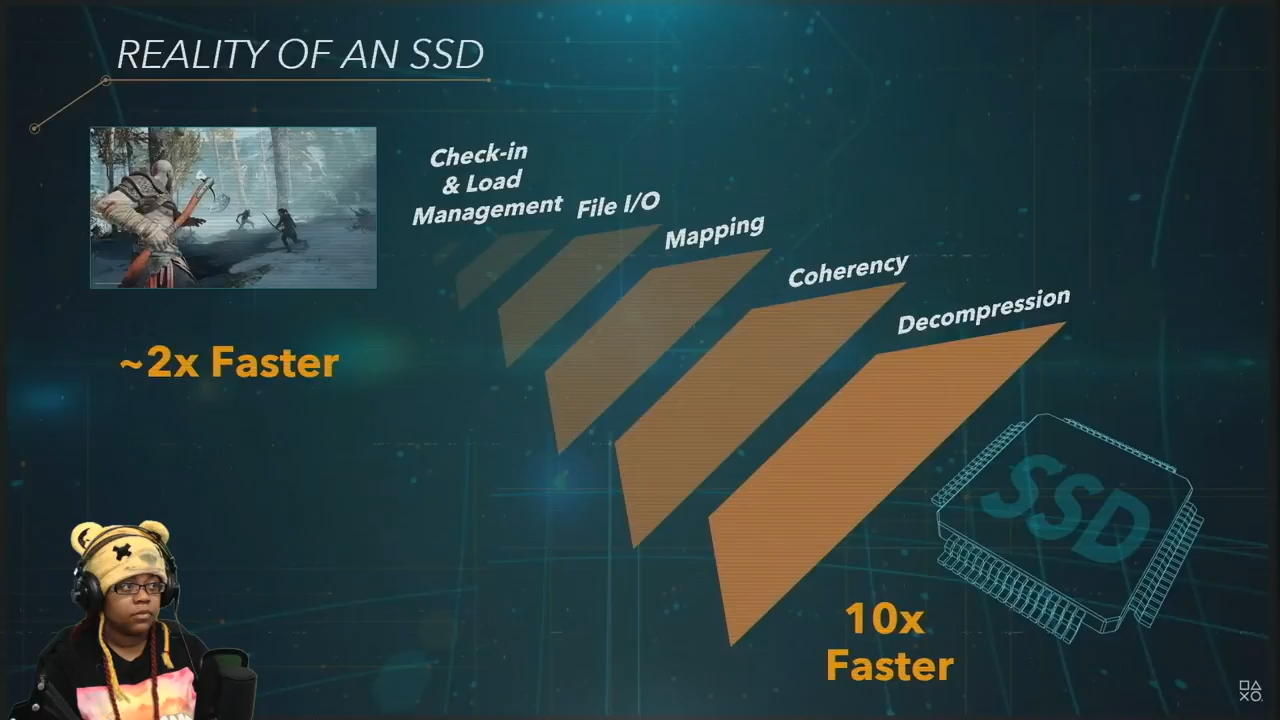 REALITY OF AN SSD
Check-in
& Load
Management
File I/O
Mapping
Coherency
Decompression
~2x Faster
SSD
10x
Faster